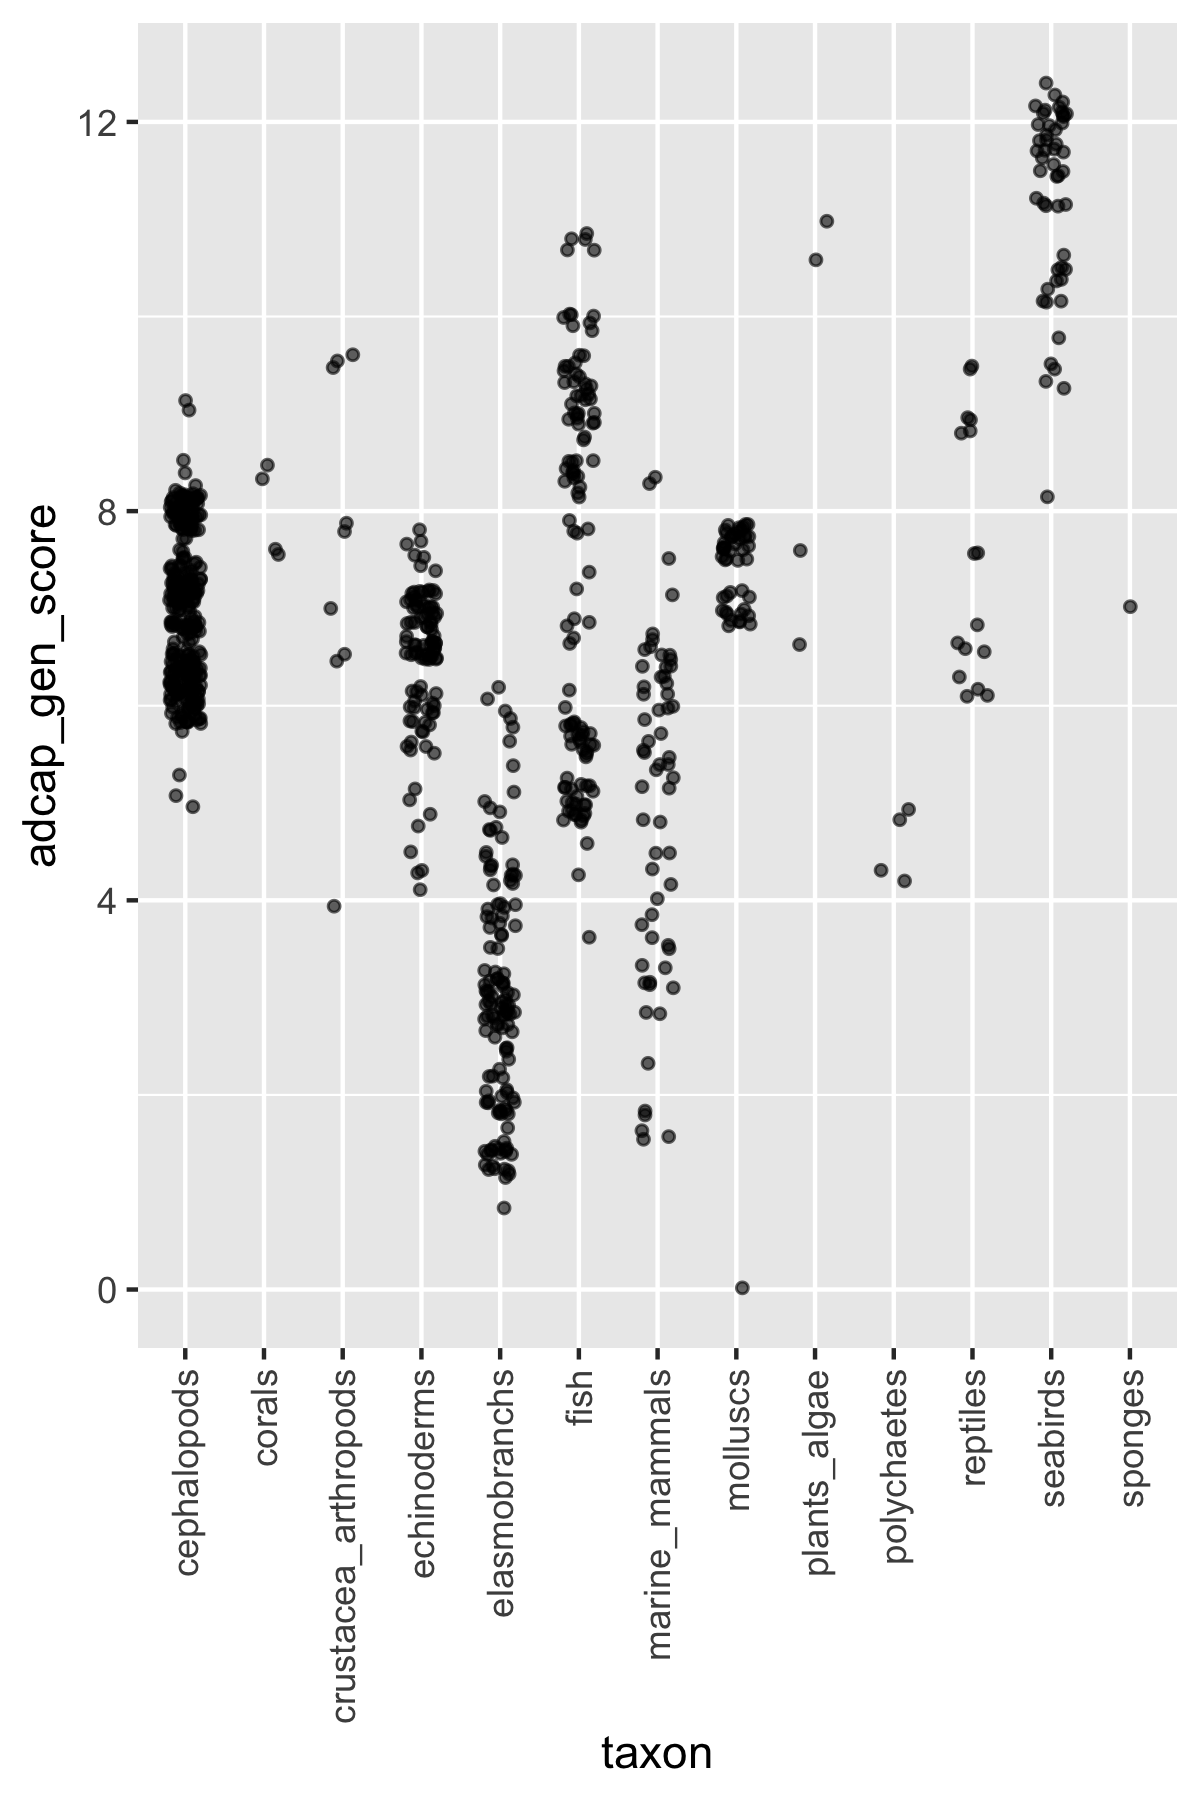 adcap_gen_score
12
8
4
0
cephalopods
corals
crustacea_arthropods
echinoderms
elasmobranchs
fish
marine_mammals
molluscs
plants_algae
polychaetes
reptiles
seabirds
sponges
taxon